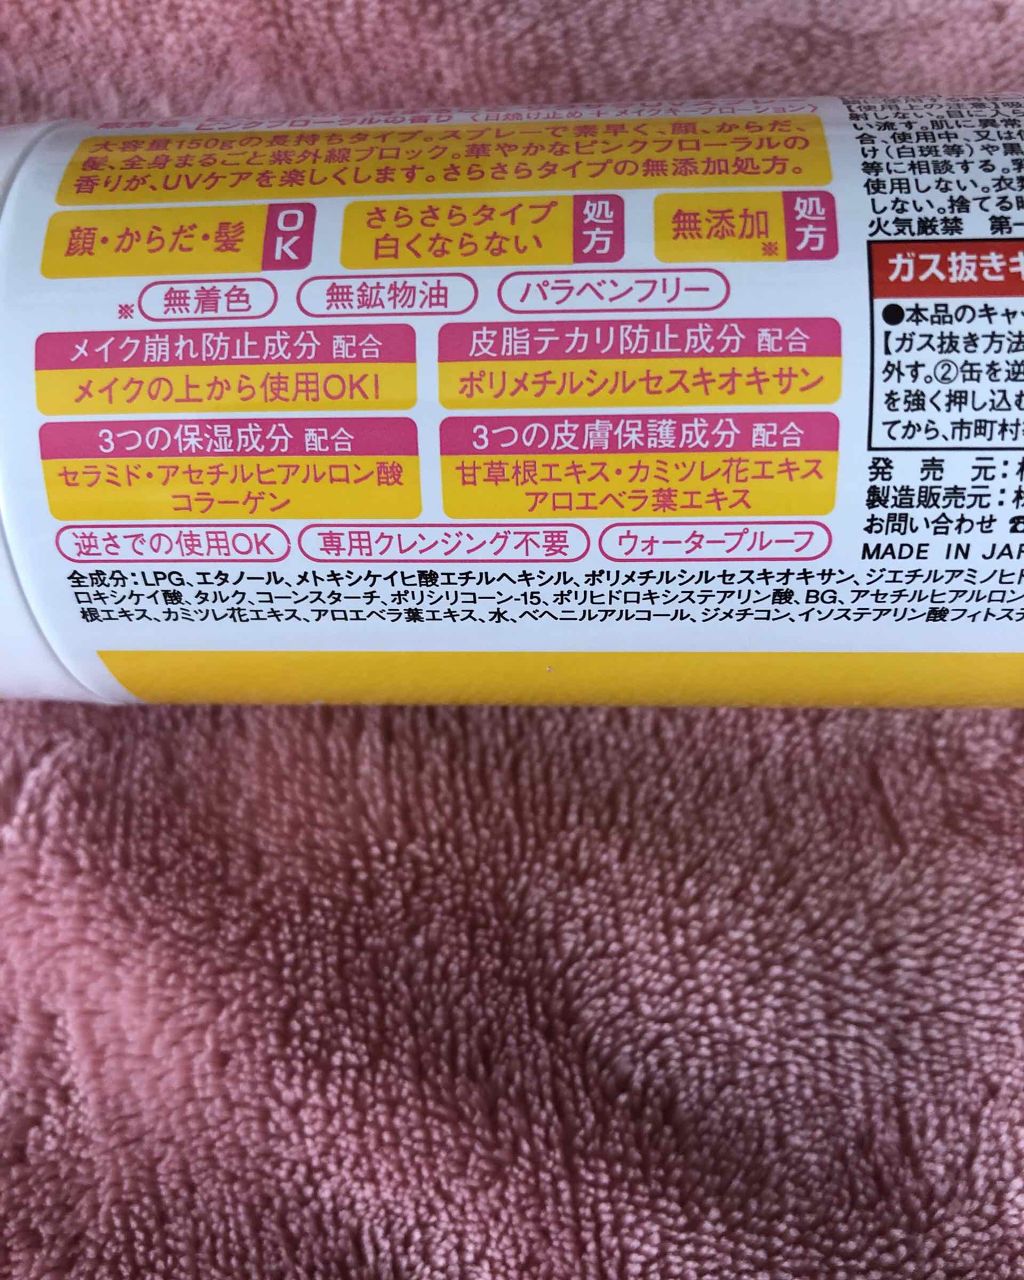 ピンクフローラルの香り〈日焼け止め＋メイクキープローション〉
大容量150gの長持ちタイプ。スプレーで素早く、顔、からだ、
髪、全身まるごと紫外線ブロック。華やかなピンクフローラルの
香りが、UVケアを楽しくします。さらさらタイプの無添加処方。
顔・からだ・髪 OK
さらさらタイプ
白くならない 処方
無添加※ 処方
※ 無着色 無鉱物油 パラベンフリー
メイク崩れ防止成分 配合
メイクの上から使用OK!
皮脂テカリ防止成分 配合
ポリメチルシルセスキオキサン
3つの保湿成分 配合
セラミド・アセチルヒアルロン酸
コラーゲン
3つの皮膚保護成分 配合
甘草根エキス・カミツレ花エキス
アロエベラ葉エキス
逆さでの使用OK 専用クレンジング不要 ウォータープルーフ
全成分：LPG、エタノール、メトキシケイヒ酸エチルヘキシル、ポリメチルシルセスキオキサン、ジエチルアミノヒド
ロキシケイ酸、タルク、コーンスターチ、ポリシリコーン-15、ポリヒドロキシステアリン酸、BG、アセチルヒアルロン
根エキス、カミツレ花エキス、アロエベラ葉エキス、水、ベヘニルアルコール、ジメチコン、イソステアリン酸フィトステ
【使用上の注意】
射しない。目に入
い流す。肌に異常
合、使用中、又は
け（白斑等）や黒
等に相談する。
使用しない。衣
しない。捨てる時
火気厳禁 第一
ガス抜きキ
●本品のキャッ
【ガス抜き方法
外す。②缶を逆
を強く押し込む
てから、市町村
発 売 元：
製造販売元：
お問い合わせ ☎
MADE IN JAP